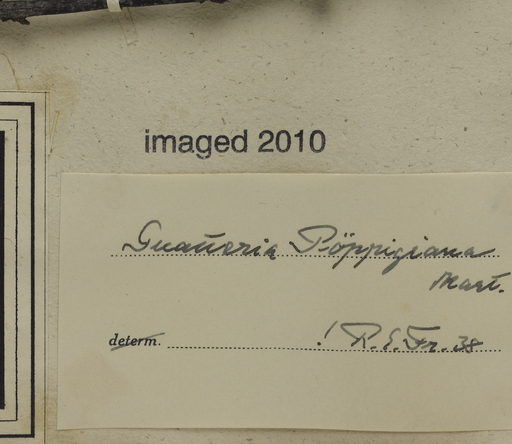 imaged 2010
Guatteria Pöppigiana
Mart.
determ. ! R. E. Fr. 38